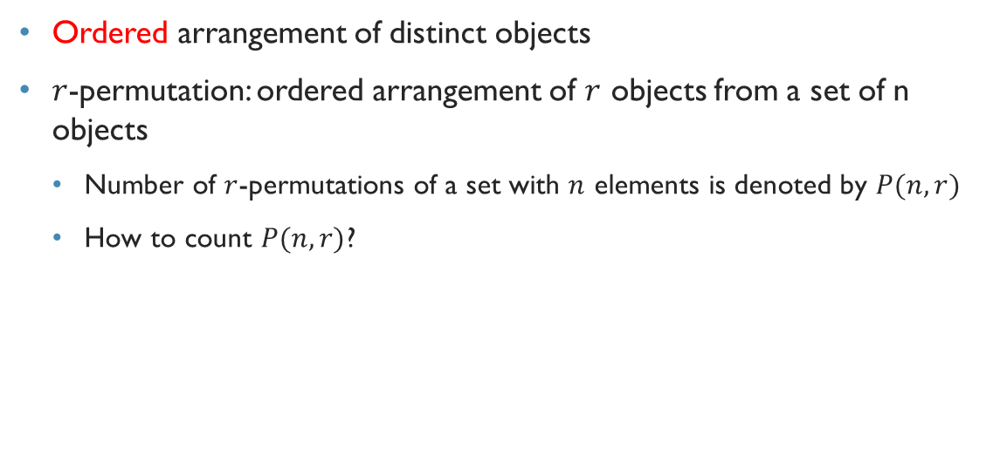 • Ordered arrangement of distinct objects
• r-permutation: ordered arrangement of r objects from a set of n
objects
• Number of r-permutations of a set with n elements is denoted by P(n, r)
• How to count P(n, r)?